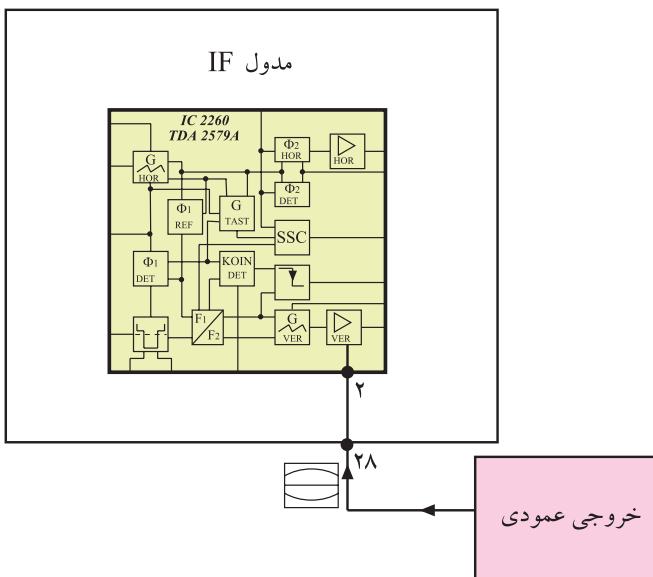 مدول IF
IC 2260
TDA 2579A
G
HOR
Φ2
HOR
HOR
Φ2
DET
Φ1
REF
G
TAST
SSC
Φ1
DET
KOIN
DET
F1
F2
G
VER
VER
۲
۲۸
خروجی عمودی